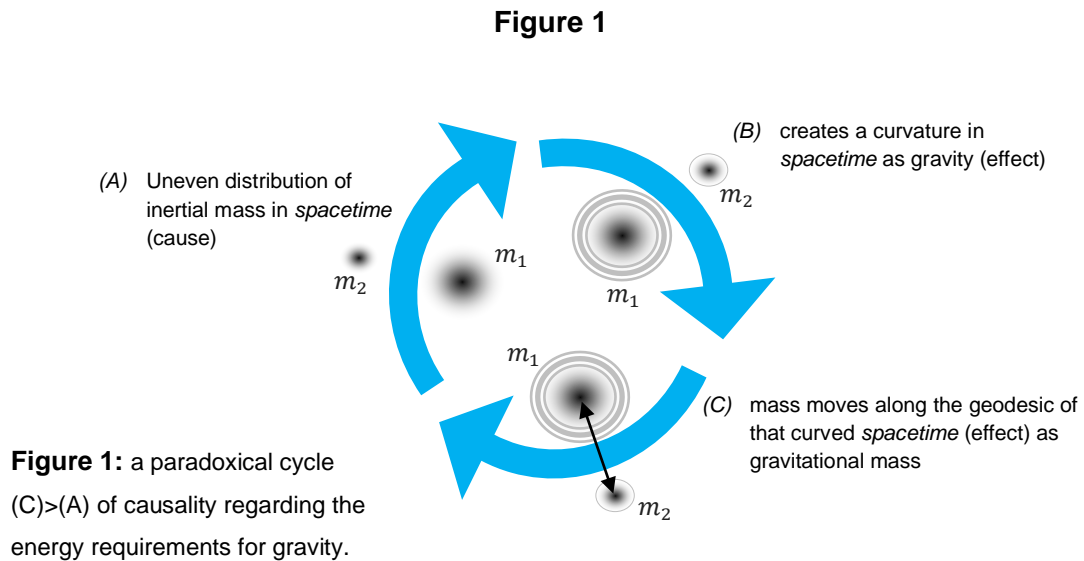 Figure 1
(A) Uneven distribution of
inertial mass in spacetime
(cause)
m₂
m₁
(B) creates a curvature in
spacetime as gravity (effect)
m₂
m₁
m₁
(C) mass moves along the geodesic of
that curved spacetime (effect) as
gravitational mass
m₂
Figure 1: a paradoxical cycle
(C)>(A) of causality regarding the
energy requirements for gravity.